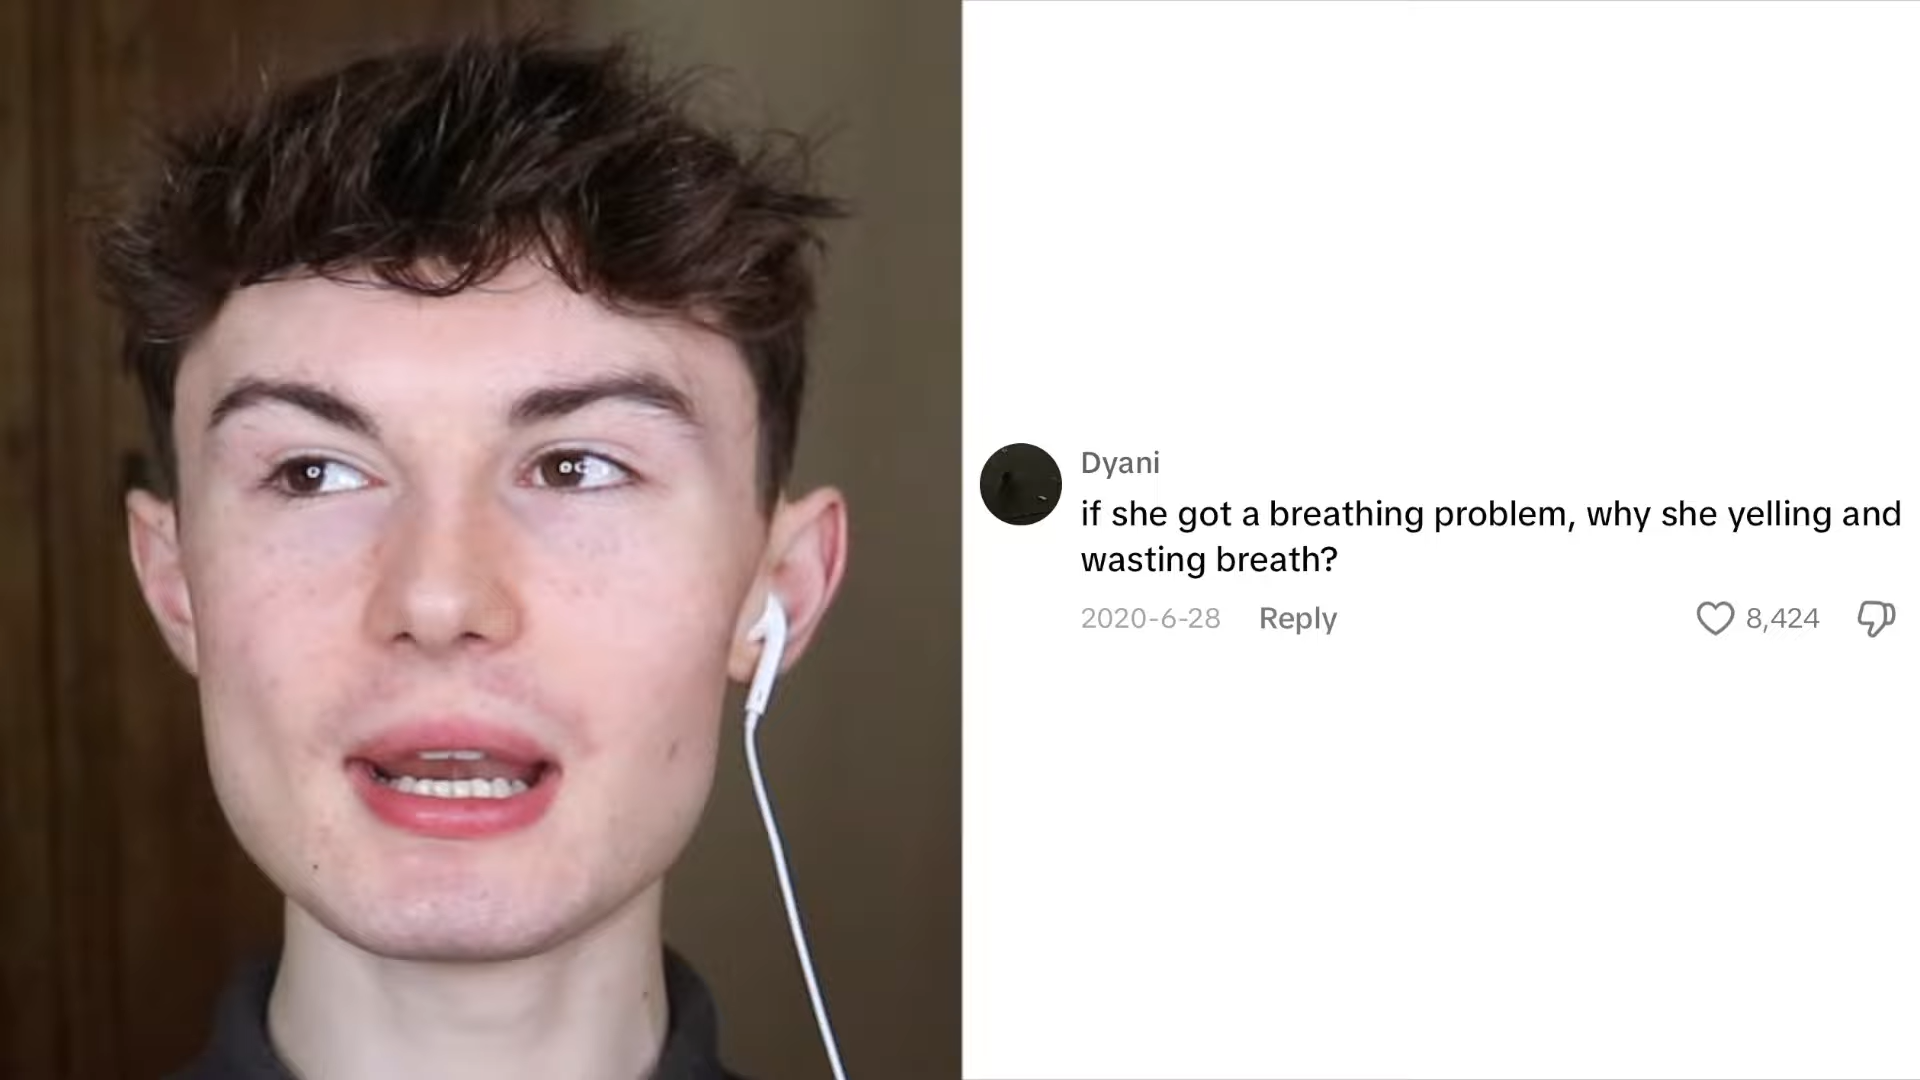 Dyani
if she got a breathing problem, why she yelling and
wasting breath?
2020-6-28 Reply 8,424